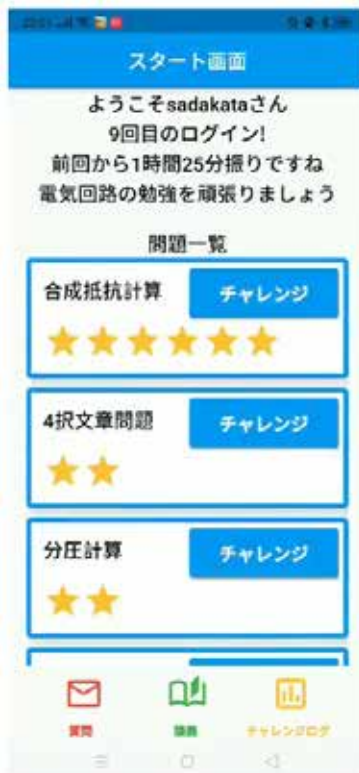 スタート画面
ようこそsadakataさん
9回目のログイン!
前回から1時間25分振りですね
電気回路の勉強を頑張りましょう
問題一覧
合成抵抗計算
チャレンジ
4択文章問題
チャレンジ
分圧計算
チャレンジ
質問
チャレンジログ